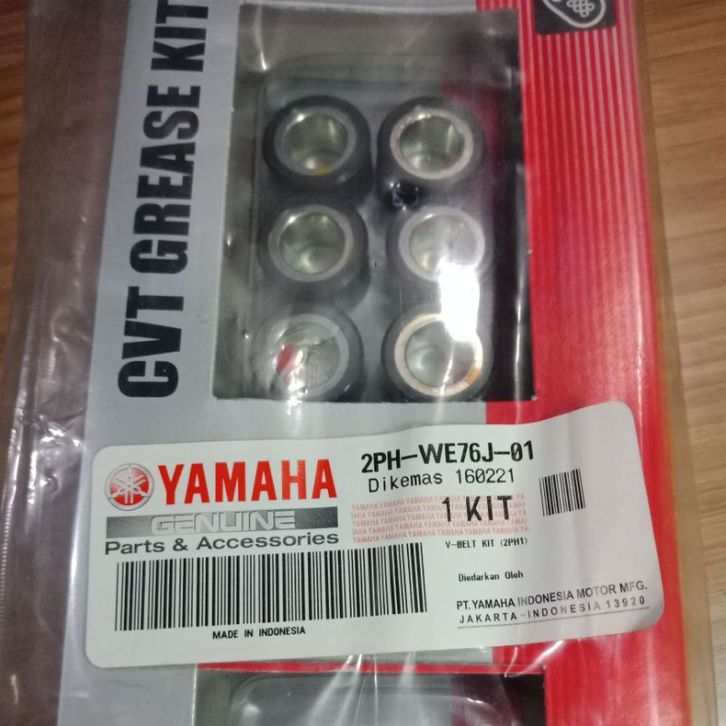 CVT GREASE KIT
YAMAHA
GENUINE
Parts & Accessories
MADE IN INDONESIA
2PH-WE76J-01
Dikemas 160221
1 KIT
V-BELT KIT (2PH1)
Diedarkan Oleh
PT.YAMAHA INDONESIA MOTOR MFG.
JAKARTA-INDONESIA 13920